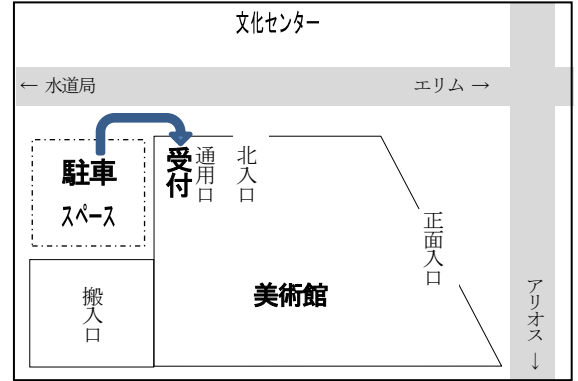 文化センター
← 水道局
エリム →
駐車
スペース
受付
通用口
北入口
正面入口
搬入口
美術館
アリオス ↓